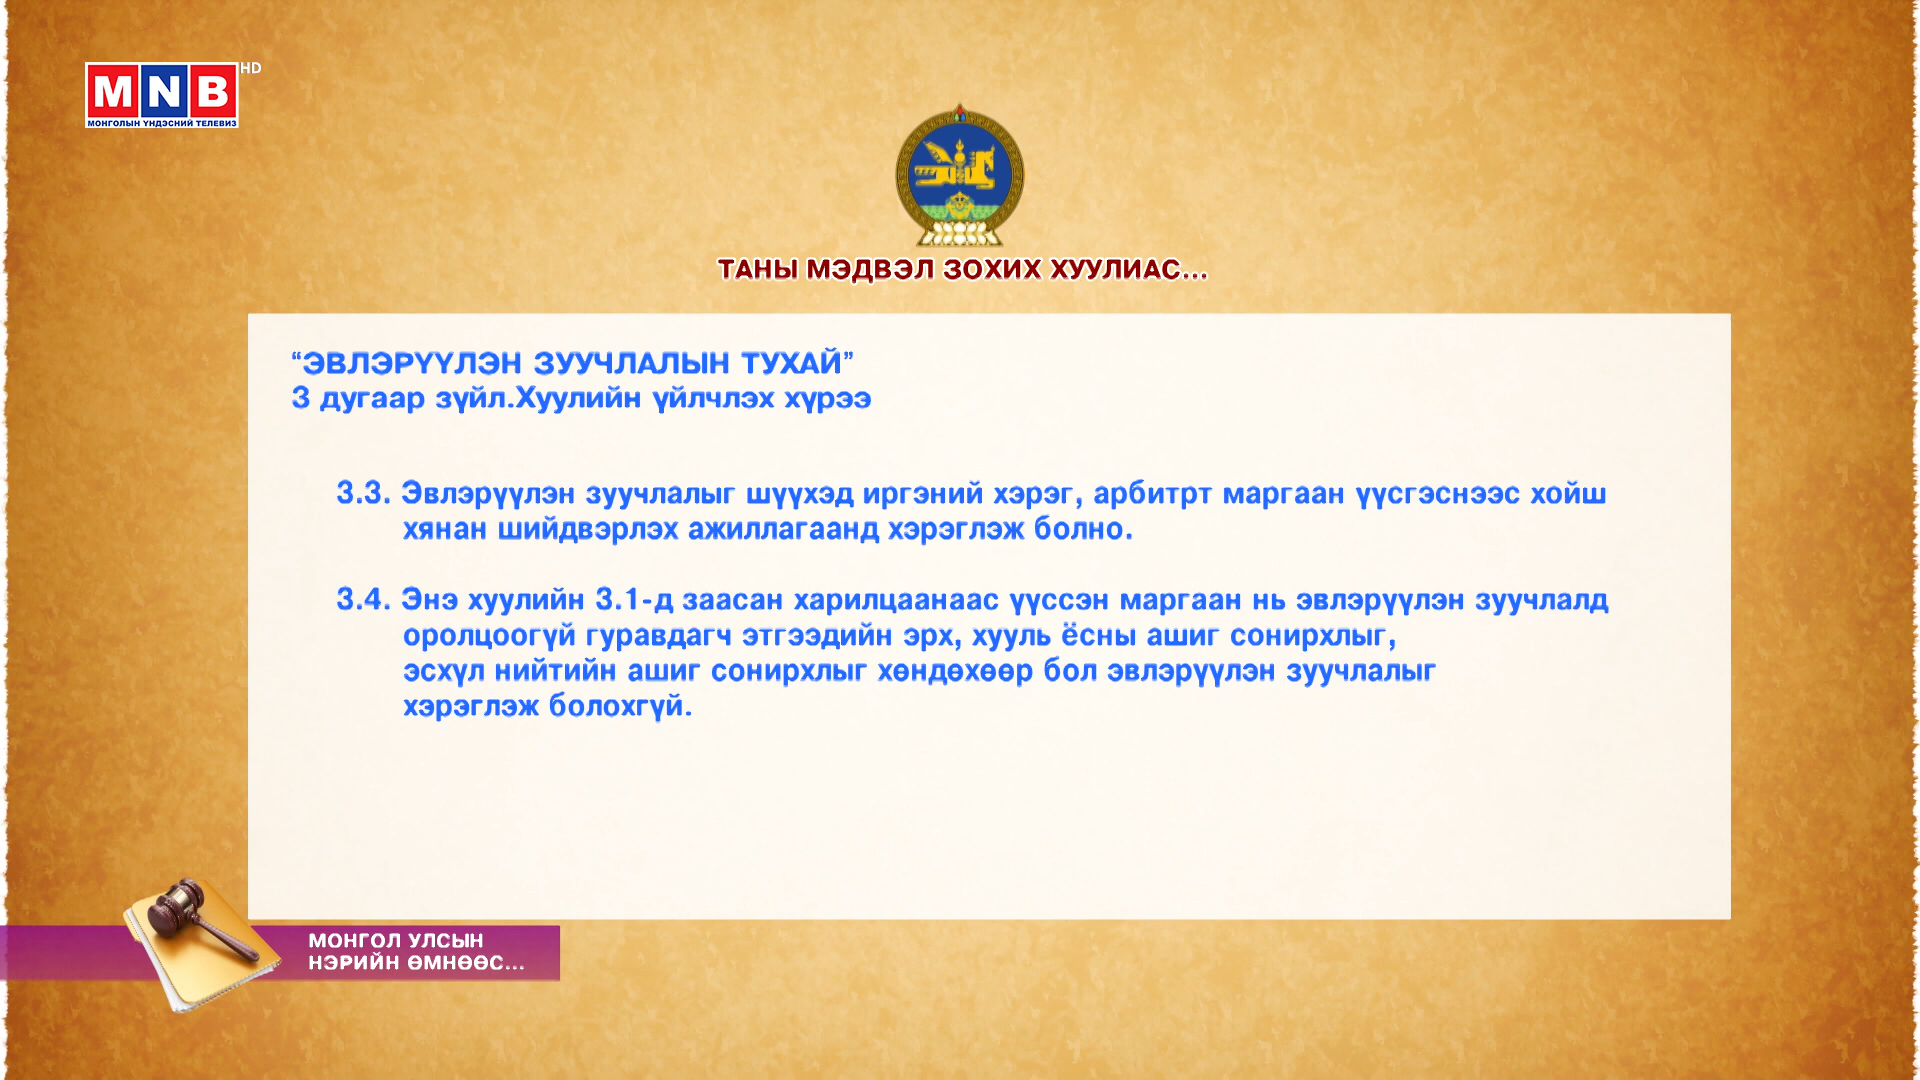 MNB HD
МОНГОЛЫН ҮНДЭСНИЙ ТЕЛЕВИЗ
ТАНЫ МЭДВЭЛ ЗОХИХ ХУУЛИАС...
“ЭВЛЭРҮҮЛЭН ЗУУЧЛАЛЫН ТУХАЙ”
3 дугаар зүйл.Хуулийн үйлчлэх хүрээ
3.3. Эвлэрүүлэн зуучлалыг шүүхэд иргэний хэрэг, арбитрт маргаан үүсгэснээс хойш
хянан шийдвэрлэх ажиллагаанд хэрэглэж болно.
3.4. Энэ хуулийн 3.1-д заасан харилцаанаас үүссэн маргаан нь эвлэрүүлэн зуучлалд
оролцоогүй гуравдагч этгээдийн эрх, хууль ёсны ашиг сонирхлыг,
эсхүл нийтийн ашиг сонирхлыг хөндөхөөр бол эвлэрүүлэн зуучлалыг
хэрэглэж болохгүй.
МОНГОЛ УЛСЫН
НЭРИЙН ӨМНӨӨС...